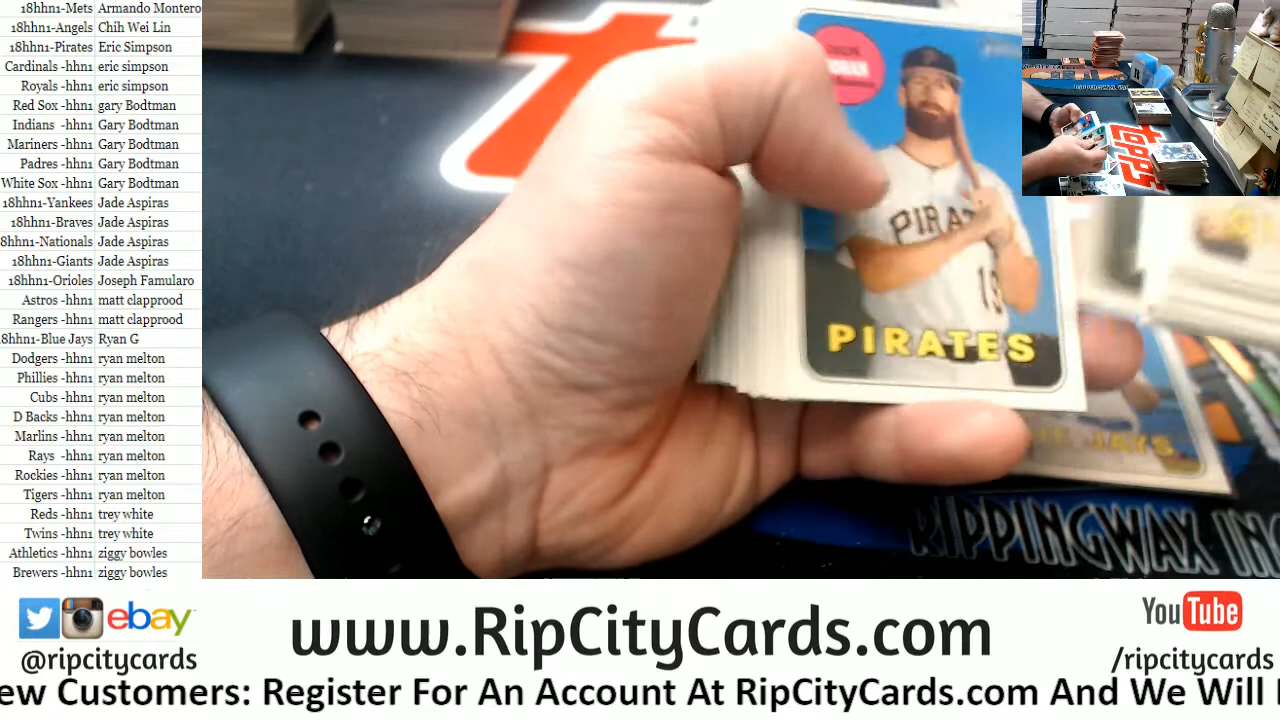 18hhn1-Mets Armando Montero
18hhn1-Angels Chih Wei Lin
18hhn1-Pirates Eric Simpson
Cardinals -hhn1 eric simpson
Royals -hhn1 eric simpson
Red Sox -hhn1 gary Bodtman
Indians -hhn1 Gary Bodtman
Mariners -hhn1 Gary Bodtman
Padres -hhn1 Gary Bodtman
White Sox -hhn1 Gary Bodtman
18hhn1-Yankees Jade Aspiras
18hhn1-Braves Jade Aspiras
8hhn1-Nationals Jade Aspiras
18hhn1-Giants Jade Aspiras
18hhn1-Orioles Joseph Famularo
Astros -hhn1 matt clapprood
Rangers -hhn1 matt clapprood
8hhn1-Blue Jays Ryan G
Dodgers -hhn1 ryan melton
Phillies -hhn1 ryan melton
Cubs -hhn1 ryan melton
D Backs -hhn1 ryan melton
Marlins -hhn1 ryan melton
Rays -hhn1 ryan melton
Rockies -hhn1 ryan melton
Tigers -hhn1 ryan melton
Reds -hhn1 trey white
Twins -hhn1 trey white
Athletics -hhn1 ziggy bowles
Brewers -hhn1 ziggy bowles
PIRAT
13
PIRATES
JAYS
RIPPINGWAX INC
topps
ebay
@ripcitycards
www.RipCityCards.com
YouTube
/ripcitycards
ew Customers: Register For An Account At RipCityCards.com And We Will